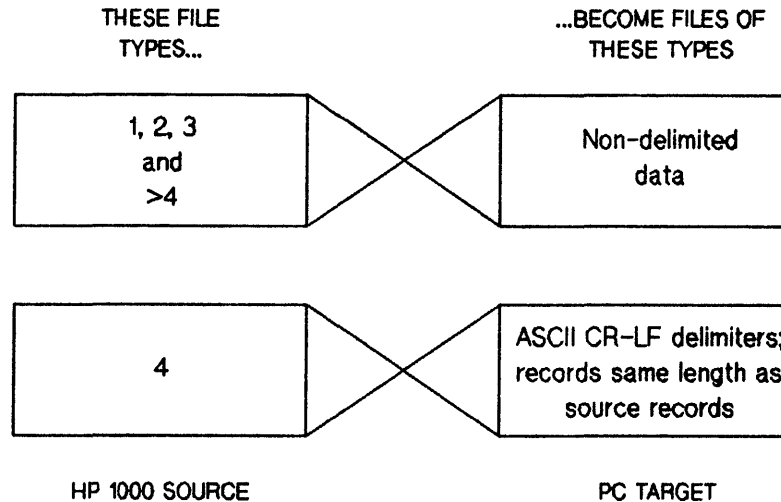 THESE FILE
TYPES...
...BECOME FILES OF
THESE TYPES
1, 2, 3
and
>4
Non-delimited
data
4
ASCII CR-LF delimiters;
records same length as
source records
HP 1000 SOURCE
PC TARGET